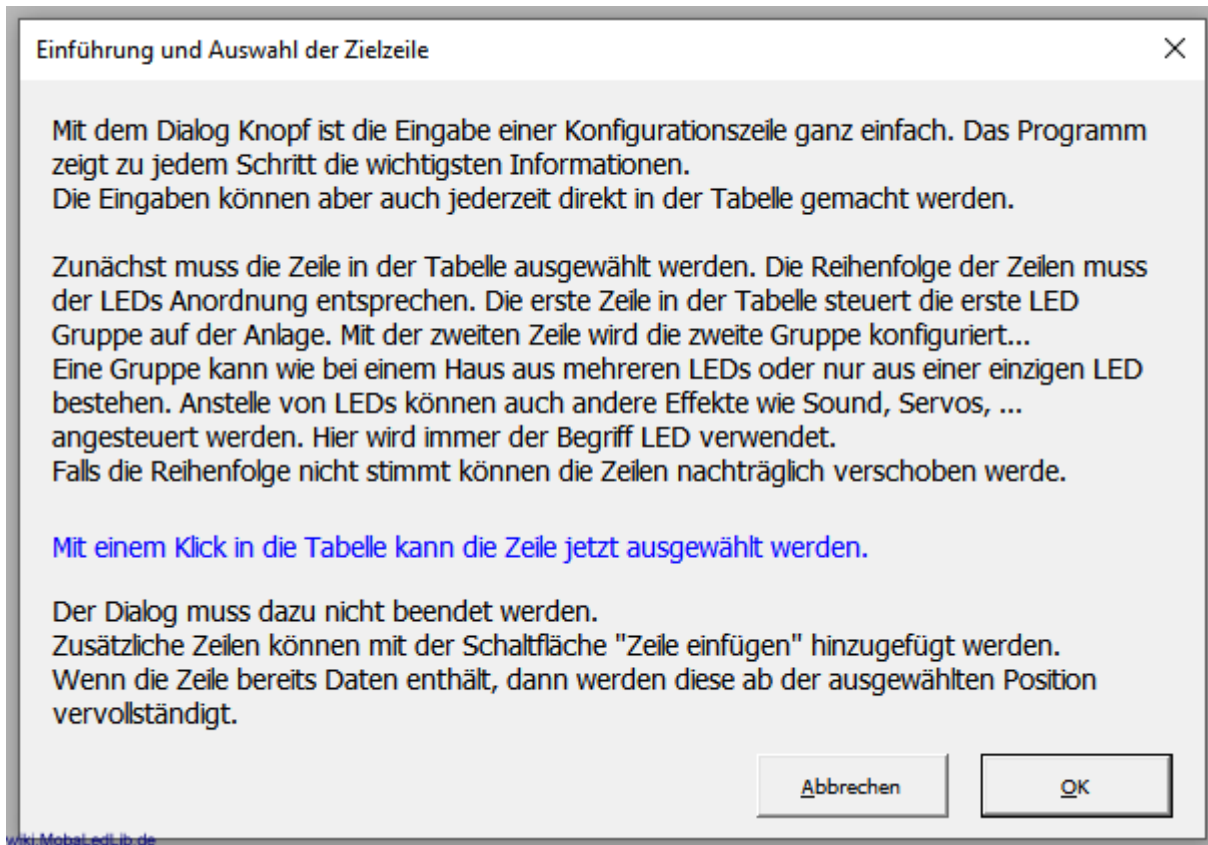 Einführung und Auswahl der Zielzeile
Mit dem Dialog Knopf ist die Eingabe einer Konfigurationszeile ganz einfach. Das Programm
zeigt zu jedem Schritt die wichtigsten Informationen.
Die Eingaben können aber auch jederzeit direkt in der Tabelle gemacht werden.
Zunächst muss die Zeile in der Tabelle ausgewählt werden. Die Reihenfolge der Zeilen muss
der LEDs Anordnung entsprechen. Die erste Zeile in der Tabelle steuert die erste LED
Gruppe auf der Anlage. Mit der zweiten Zeile wird die zweite Gruppe konfiguriert...
Eine Gruppe kann wie bei einem Haus aus mehreren LEDs oder nur aus einer einzigen LED
bestehen. Anstelle von LEDs können auch andere Effekte wie Sound, Servos, ...
angesteuert werden. Hier wird immer der Begriff LED verwendet.
Falls die Reihenfolge nicht stimmt können die Zeilen nachträglich verschoben werde.
Mit einem Klick in die Tabelle kann die Zeile jetzt ausgewählt werden.
Der Dialog muss dazu nicht beendet werden.
Zusätzliche Zeilen können mit der Schaltfläche "Zeile einfügen" hinzugefügt werden.
Wenn die Zeile bereits Daten enthält, dann werden diese ab der ausgewählten Position
vervollständigt.
Abbrechen
OK
wiki.MobaLedLib.de